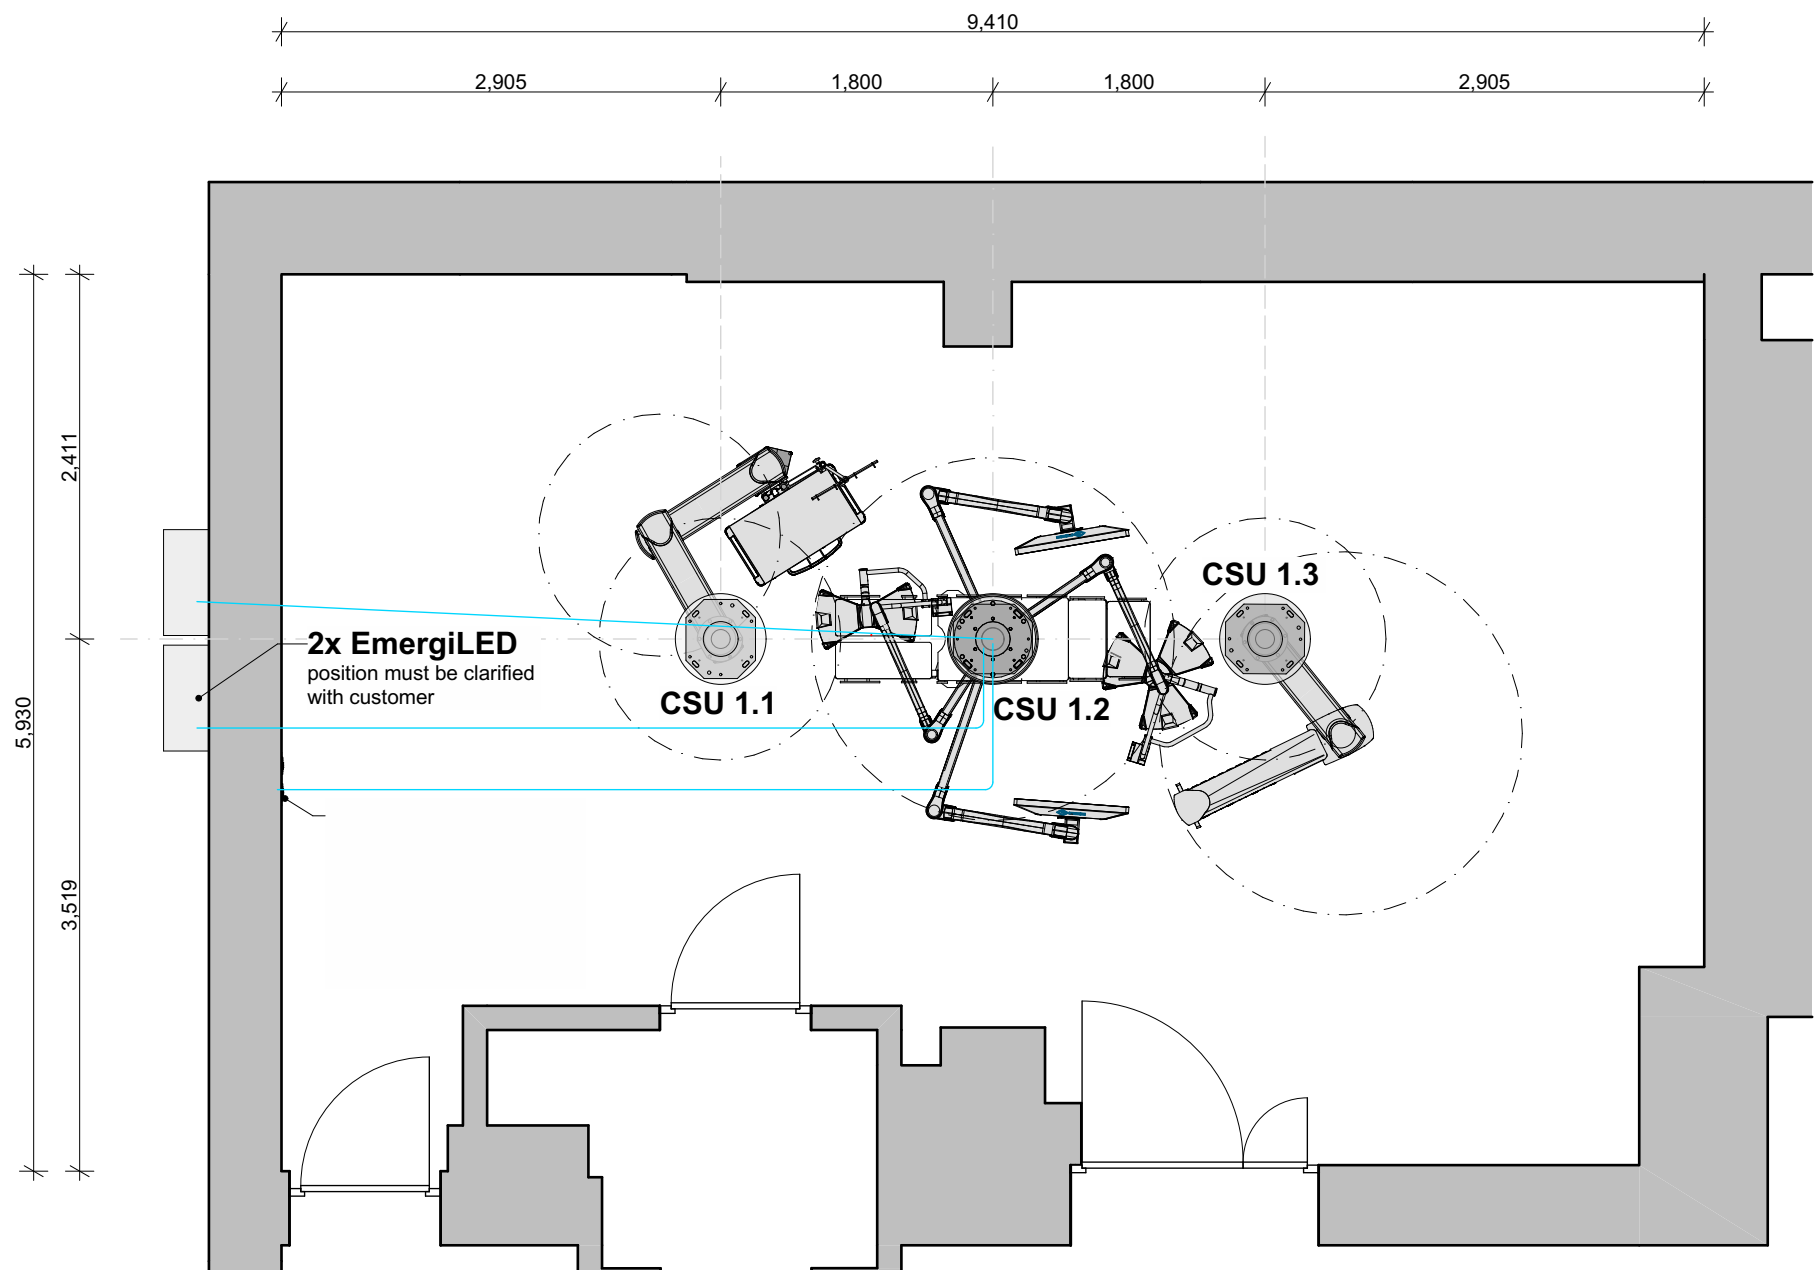 9,410
2,905
1,800
1,800
2,905
2,411
5,930
3,519
CSU 1.3
2x EmergiLED
position must be clarified
with customer
CSU 1.1
CSU 1.2